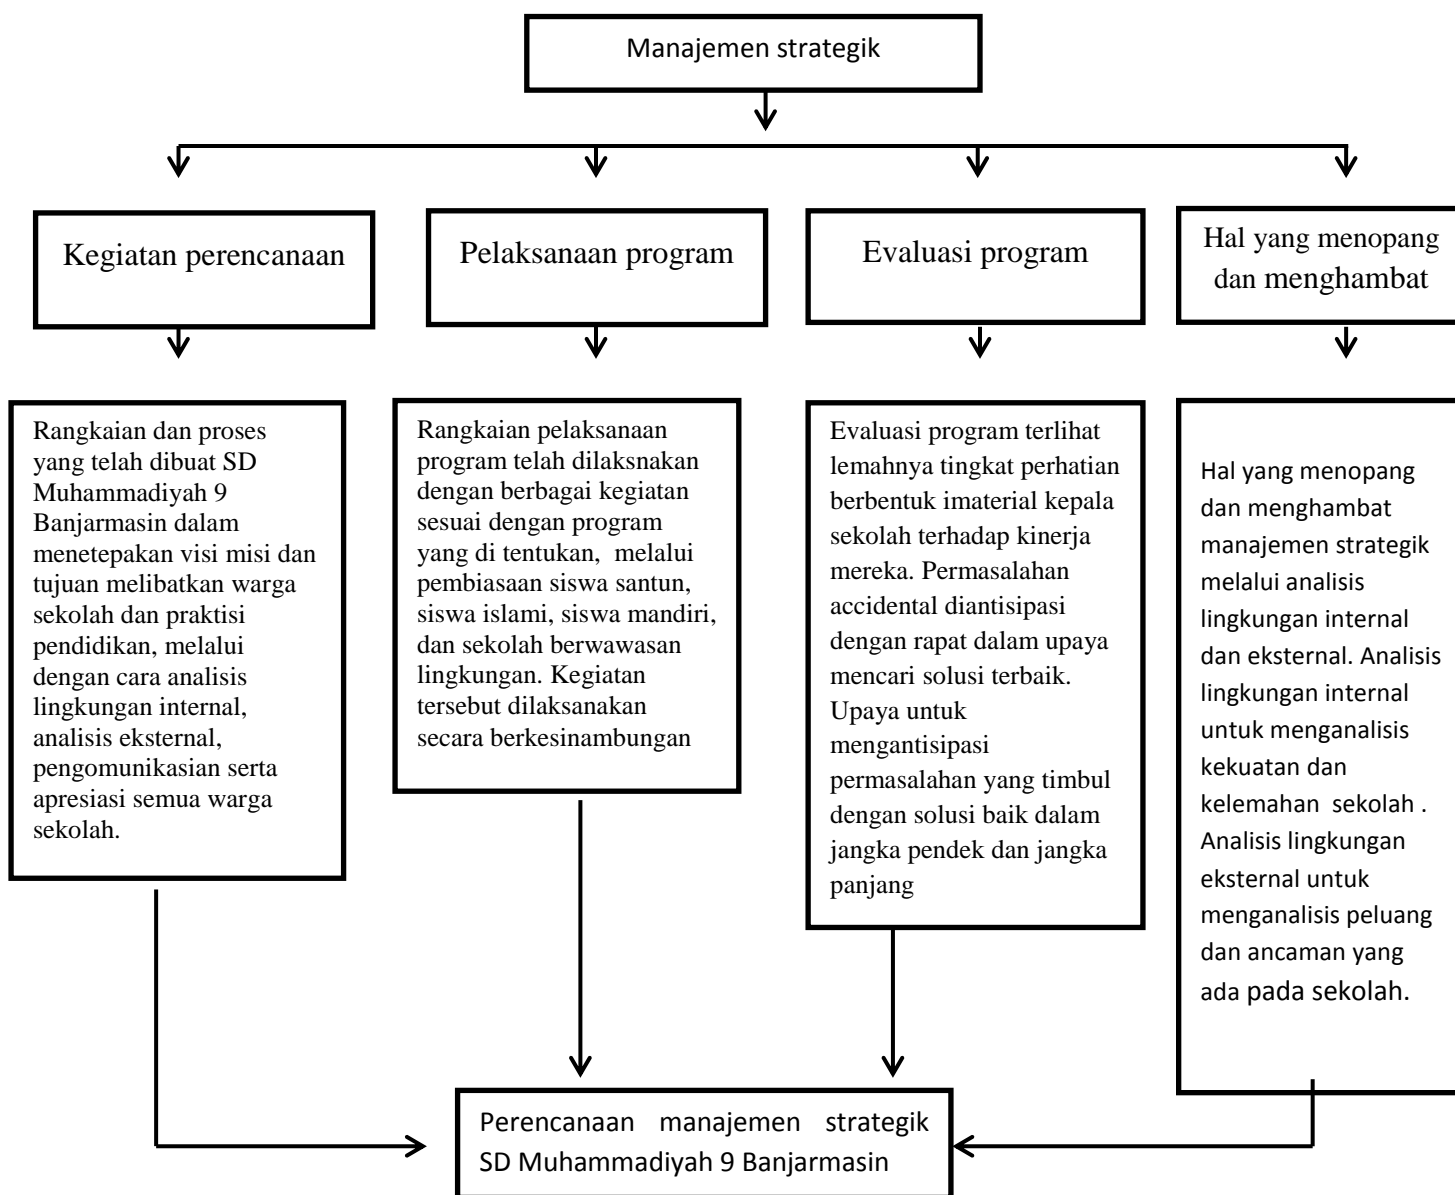 Manajemen strategik
Kegiatan perencanaan
Pelaksanaan program
Evaluasi program
Hal yang menopang
dan menghambat
Rangkaian dan proses
yang telah dibuat SD
Muhammadiyah 9
Banjarmasin dalam
menetepakan visi misi dan
tujuan melibatkan warga
sekolah dan praktisi
pendidikan, melalui
dengan cara analisis
lingkungan internal,
analisis eksternal,
pengomunikasian serta
apresiasi semua warga
sekolah.
Rangkaian pelaksanaan
program telah dilaksnakan
dengan berbagai kegiatan
sesuai dengan program
yang di tentukan, melalui
pembiasaan siswa santun,
siswa islami, siswa mandiri,
dan sekolah berwawasan
lingkungan. Kegiatan
tersebut dilaksanakan
secara berkesinambungan
Evaluasi program terlihat
lemahnya tingkat perhatian
berbentuk imaterial kepala
sekolah terhadap kinerja
mereka. Permasalahan
accidental diantisipasi
dengan rapat dalam upaya
mencari solusi terbaik.
Upaya untuk
mengantisipasi
permasalahan yang timbul
dengan solusi baik dalam
jangka pendek dan jangka
panjang
Hal yang menopang
dan menghambat
manajemen strategik
melalui analisis
lingkungan internal
dan eksternal. Analisis
lingkungan internal
untuk menganalisis
kekuatan dan
kelemahan sekolah .
Analisis lingkungan
eksternal untuk
menganalisis peluang
dan ancaman yang
ada pada sekolah.
Perencanaan manajemen strategik
SD Muhammadiyah 9 Banjarmasin